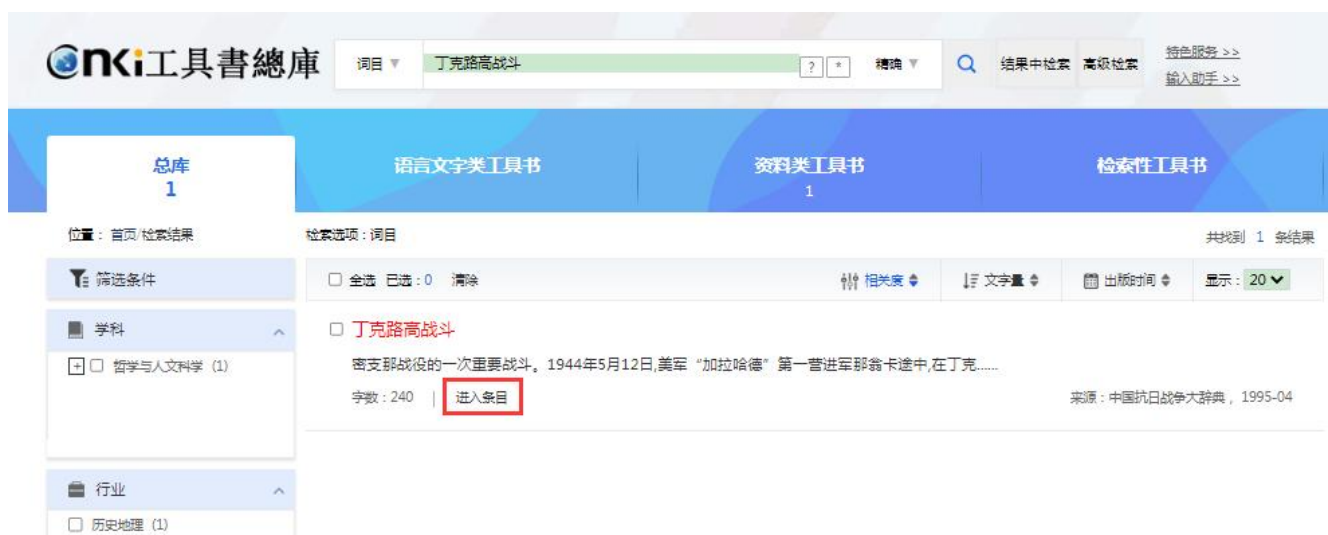 CNKI工具書總庫
词目 ▼ 丁克路高战斗 ? * 精确 ▼ 结果中检索 高级检索
特色服务 >>
输入助手 >>
总库 语言文字类工具书 资料类工具书 检索性工具书
1 1
位置：首页/检索结果 检索选项：词目 共找到 1 条结果
筛选条件 全选 已选：0 清除 相关度 文字量 出版时间 显示：20
学科 丁克路高战斗
哲学与人文科学 (1) 密支那战役的一次重要战斗。1944年5月12日,美军“加拉哈德”第一营进军那翁卡途中,在丁克……
字数：240 | 进入条目 来源：中国抗日战争大辞典，1995-04
行业
历史地理 (1)